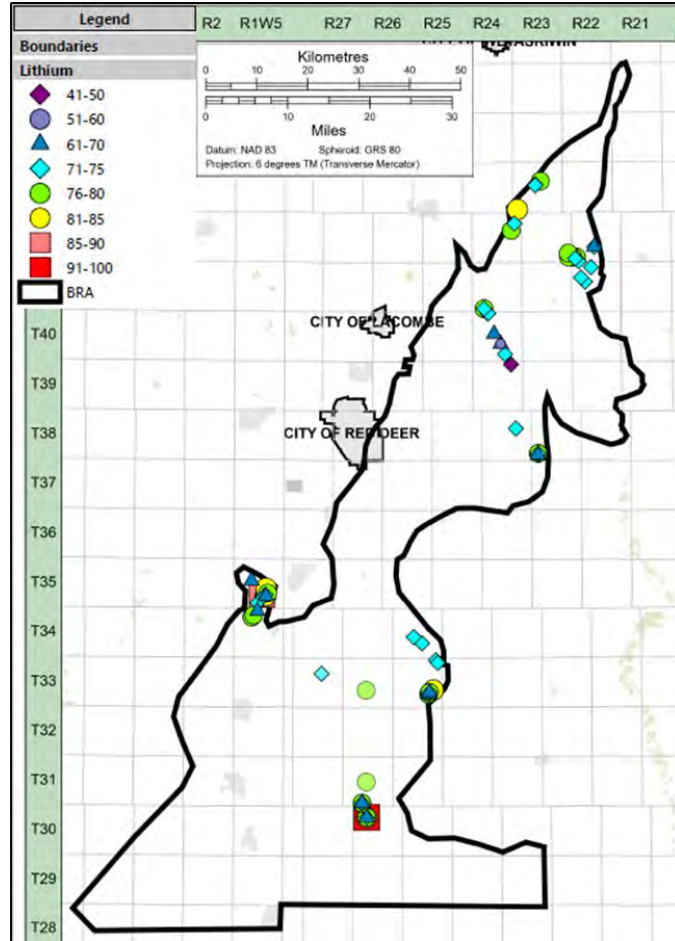 Legend
R2 R1W5 R27 R26 R25 R24 R23 R22 R21
Boundaries
Lithium
41-50
51-60
61-70
71-75
76-80
81-85
85-90
91-100
BRA
Kilometres
0 10 20 30 40 50
0 10 20 30
Miles
Datum: NAD 83 Spheroid: GRS 80
Projection: 6 degrees TM (Transverse Mercator)
T40
CITY OF LACOMBE
T39
T38
CITY OF RED DEER
T37
T36
T35
T34
T33
T32
T31
T30
T29
T28